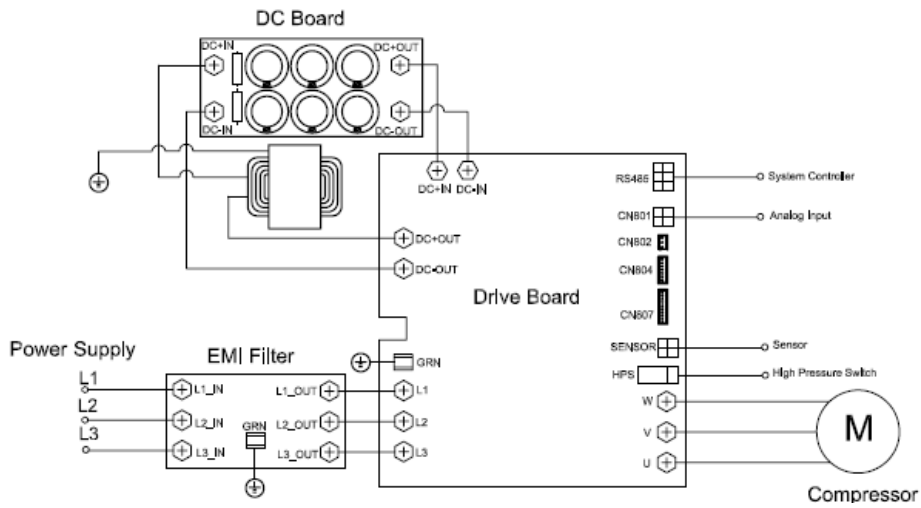 DC Board
DC+IN
DC+OUT
DC-IN
DC-OUT
DC+IN DC-IN
RS485
System Controller
CN801
Analog Input
CN802
DC+OUT
CN804
DC-OUT
Drive Board
CN807
Power Supply
EMI Filter
SENSOR
Sensor
GRN
HPS
High Pressure Switch
L1
L1_IN
L1_OUT
L1
W
L2
L2_IN
GRN
L2_OUT
L2
V
M
L3
L3_IN
L3_OUT
L3
U
Compressor